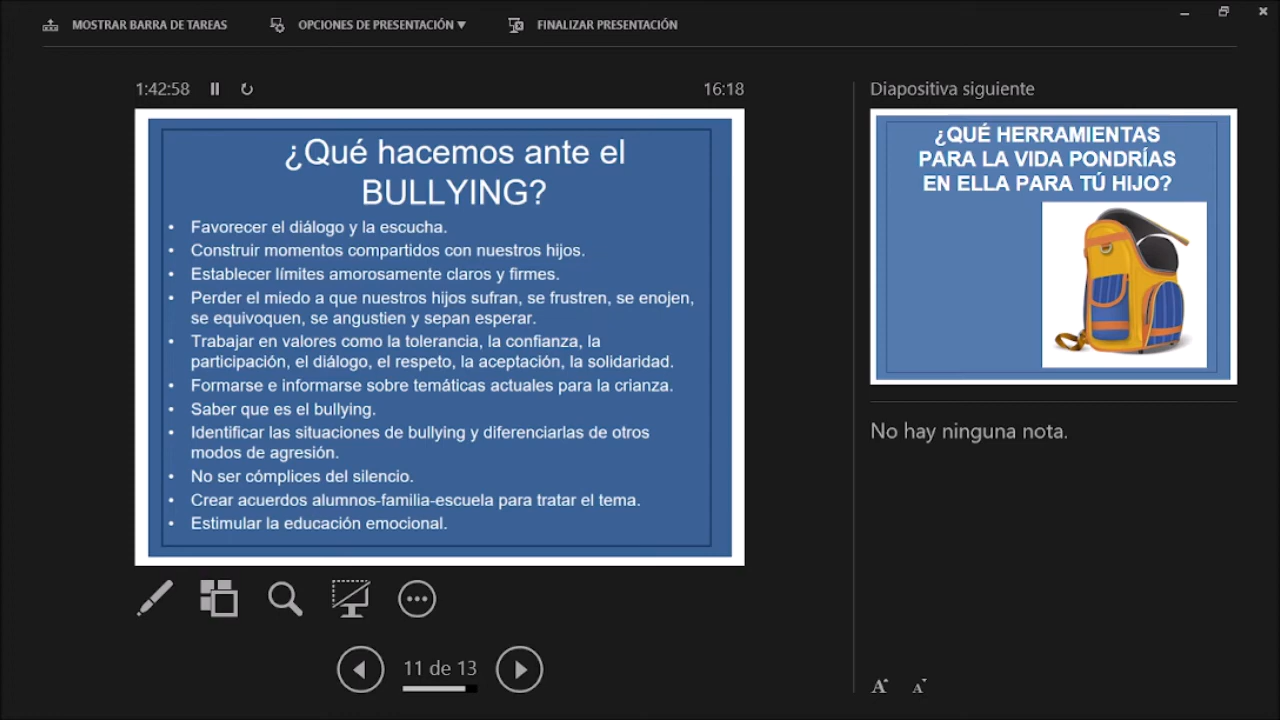 MOSTRAR BARRA DE TAREAS
OPCIONES DE PRESENTACIÓN
FINALIZAR PRESENTACIÓN
1:42:58
16:18
¿Qué hacemos ante el
BULLYING?
• Favorecer el diálogo y la escucha.
• Construir momentos compartidos con nuestros hijos.
• Establecer límites amorosamente claros y firmes.
• Perder el miedo a que nuestros hijos sufran, se frustren, se enojen,
se equivoquen, se angustien y sepan esperar.
• Trabajar en valores como la tolerancia, la confianza, la
participación, el diálogo, el respeto, la aceptación, la solidaridad.
• Formarse e informarse sobre temáticas actuales para la crianza.
• Saber que es el bullying.
• Identificar las situaciones de bullying y diferenciarlas de otros
modos de agresión.
• No ser cómplices del silencio.
• Crear acuerdos alumnos-familia-escuela para tratar el tema.
• Estimular la educación emocional.
11 de 13
Diapositiva siguiente
¿QUÉ HERRAMIENTAS
PARA LA VIDA PONDRÍAS
EN ELLA PARA TÚ HIJO?
No hay ninguna nota.
A A